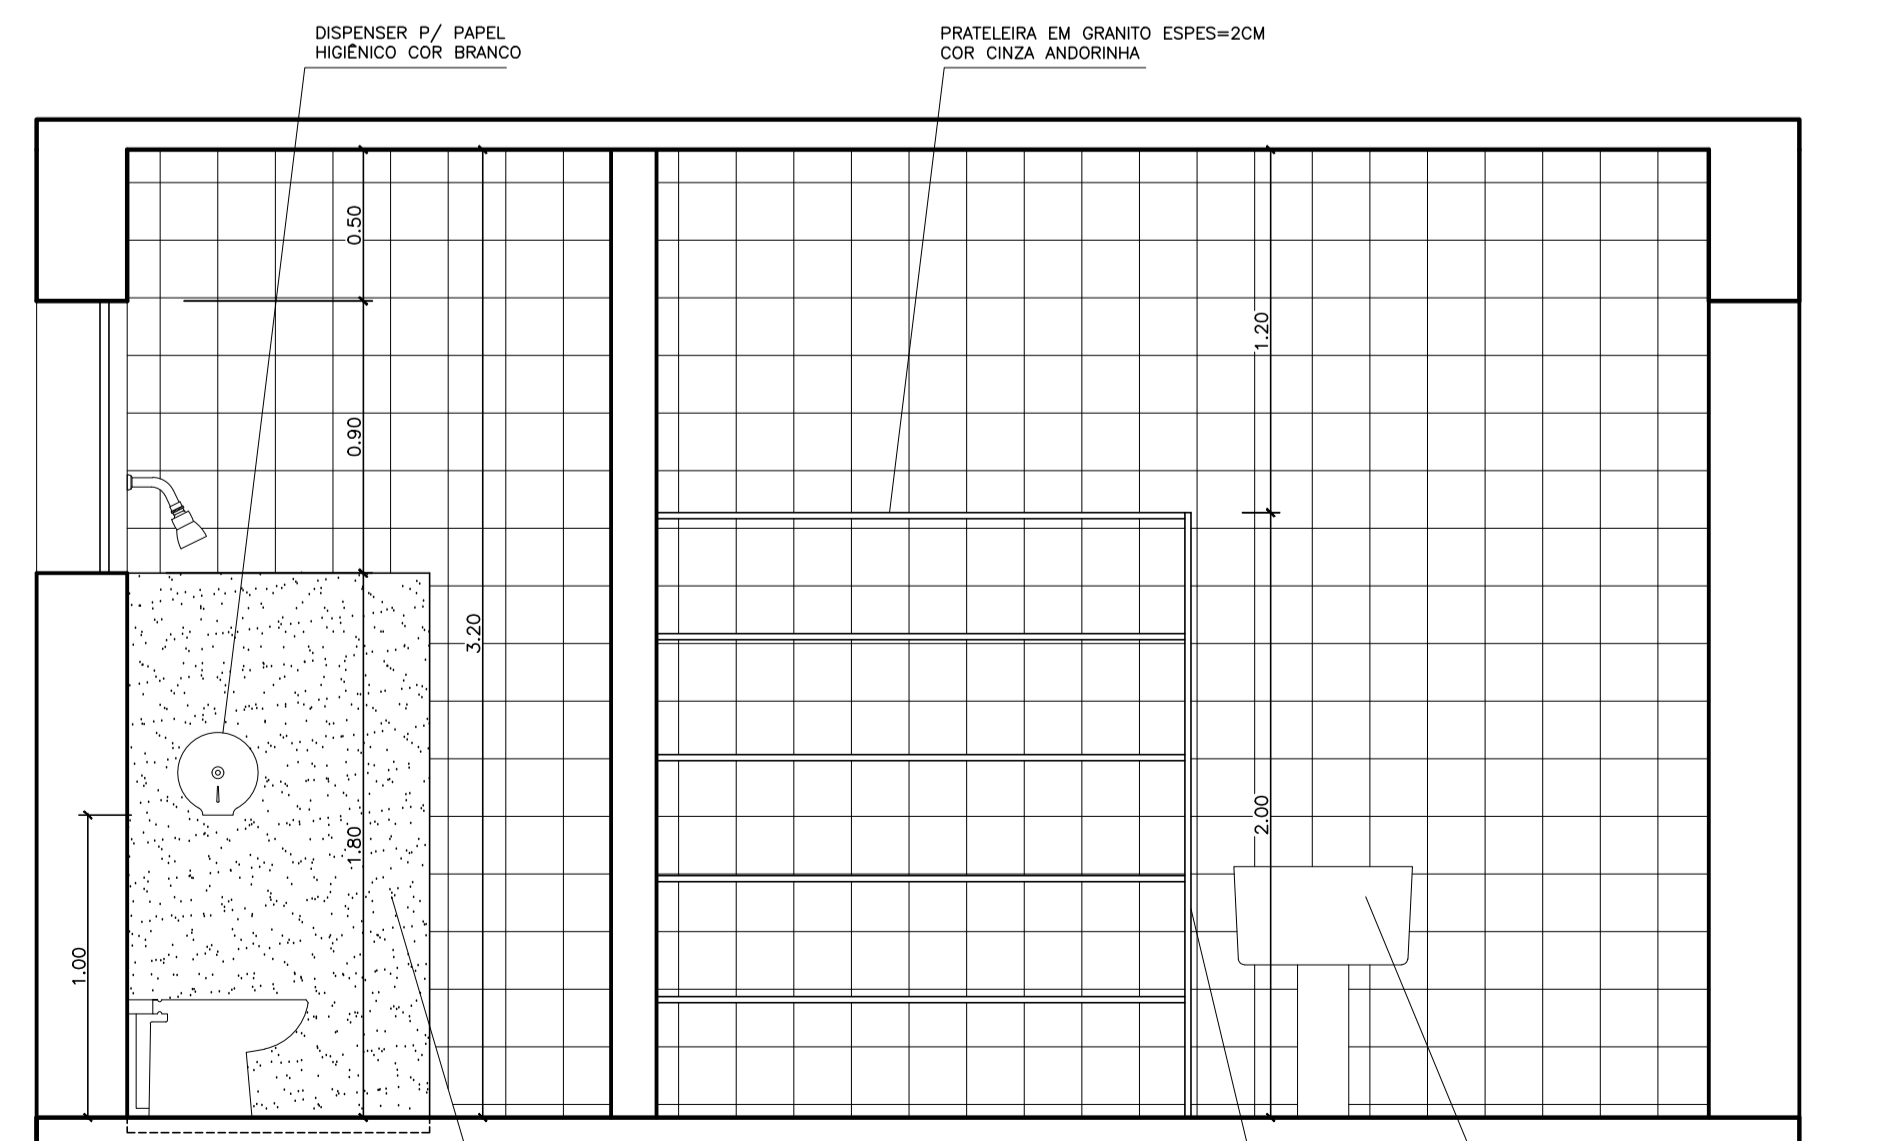 DISPENSER P/ PAPEL
HIGIÊNICO COR BRANCO
PRATELEIRA EM GRANITO ESPES=2CM
COR CINZA ANDORINHA
0.50
1.20
0.90
3.20
2.00
1.80
1.00